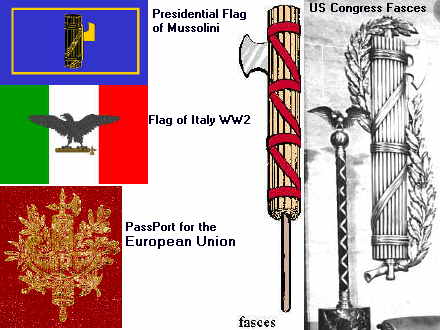 Presidential Flag
of Mussolini
US Congress Fasces
Flag of Italy WW2
PassPort for the
European Union
fasces